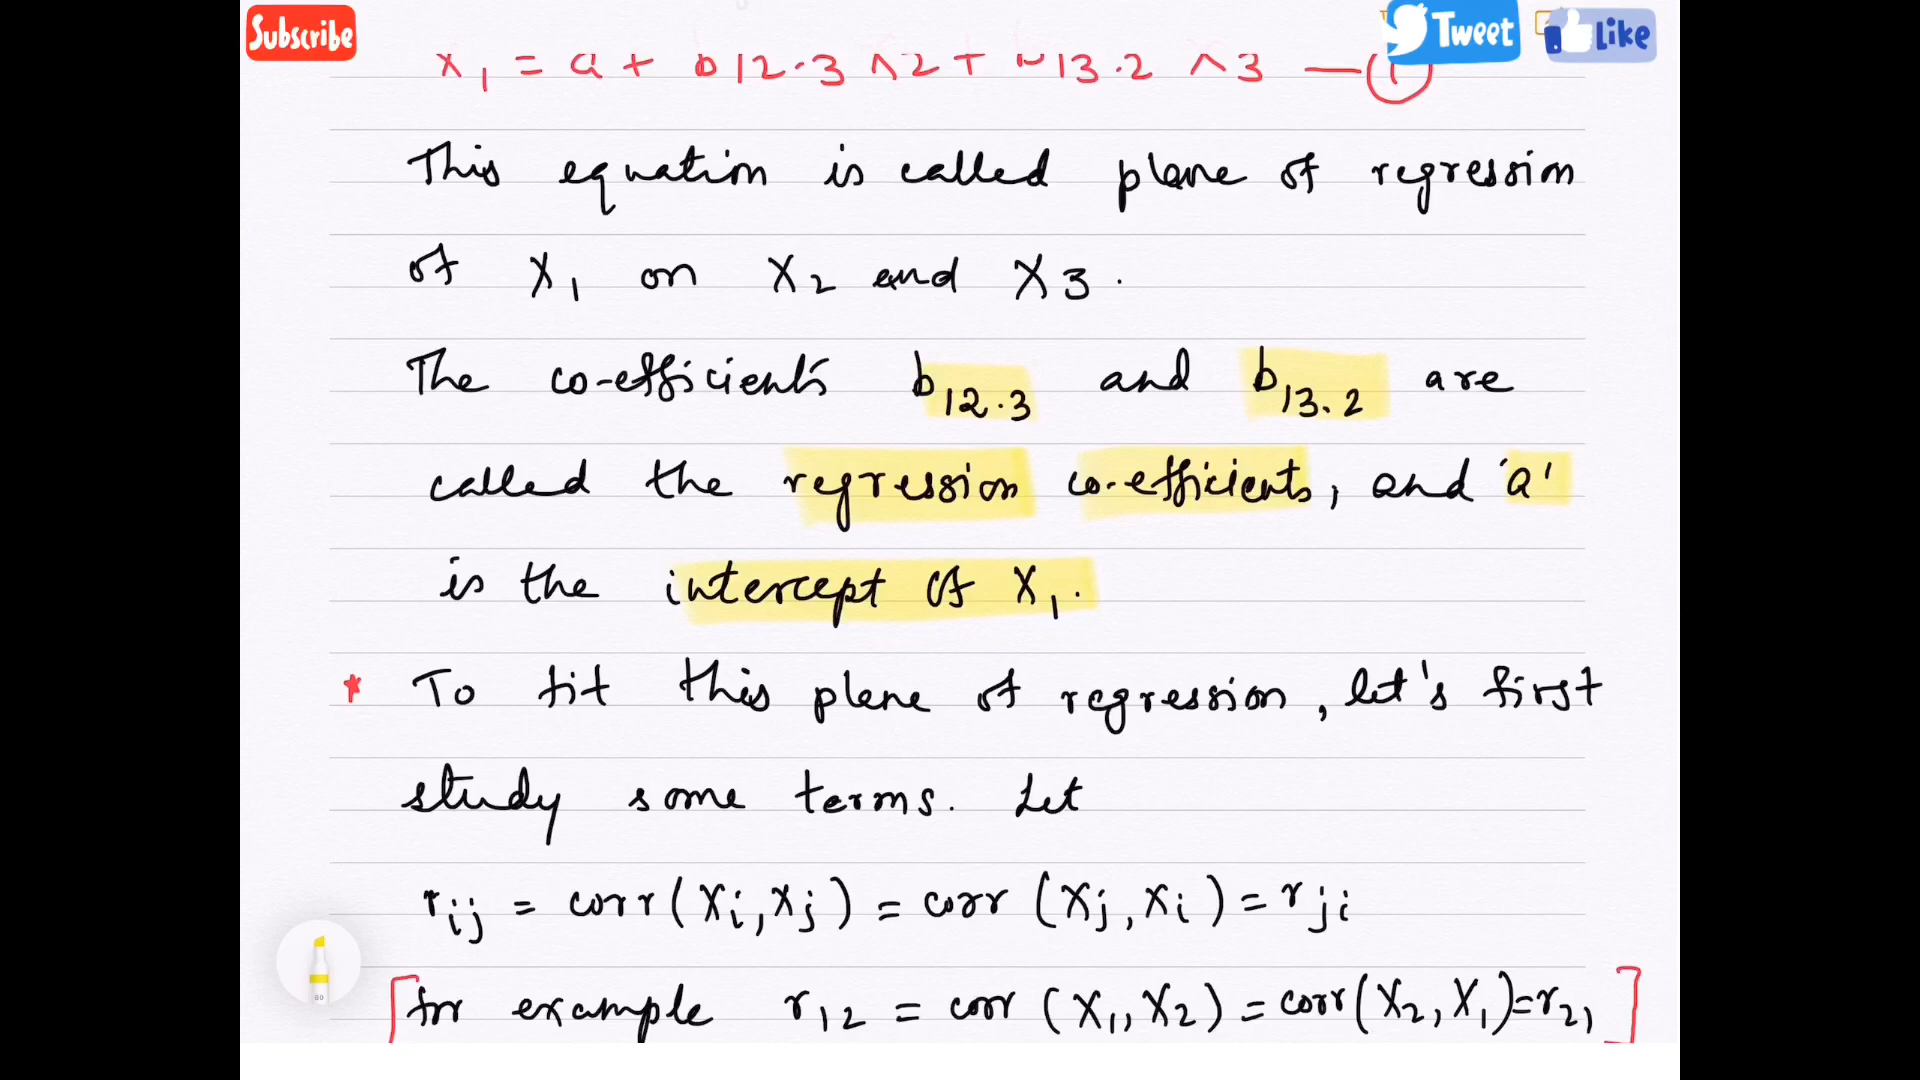 Subscribe
Tweet
Like
X1 = a + b12.3 X2 + b13.2 X3 — (1)
This equation is called plane of regression
of X1 on X2 and X3.
The co-efficients b12.3 and b13.2 are
called the regression co-efficients, and 'a'
is the intercept of X1.
* To fit this plane of regression, let's first
study some terms. Let
rij = corr(Xi,Xj) = corr (Xj,Xi) = rji
[for example r12 = corr (X1,X2) = corr(X2,X1)=r21]